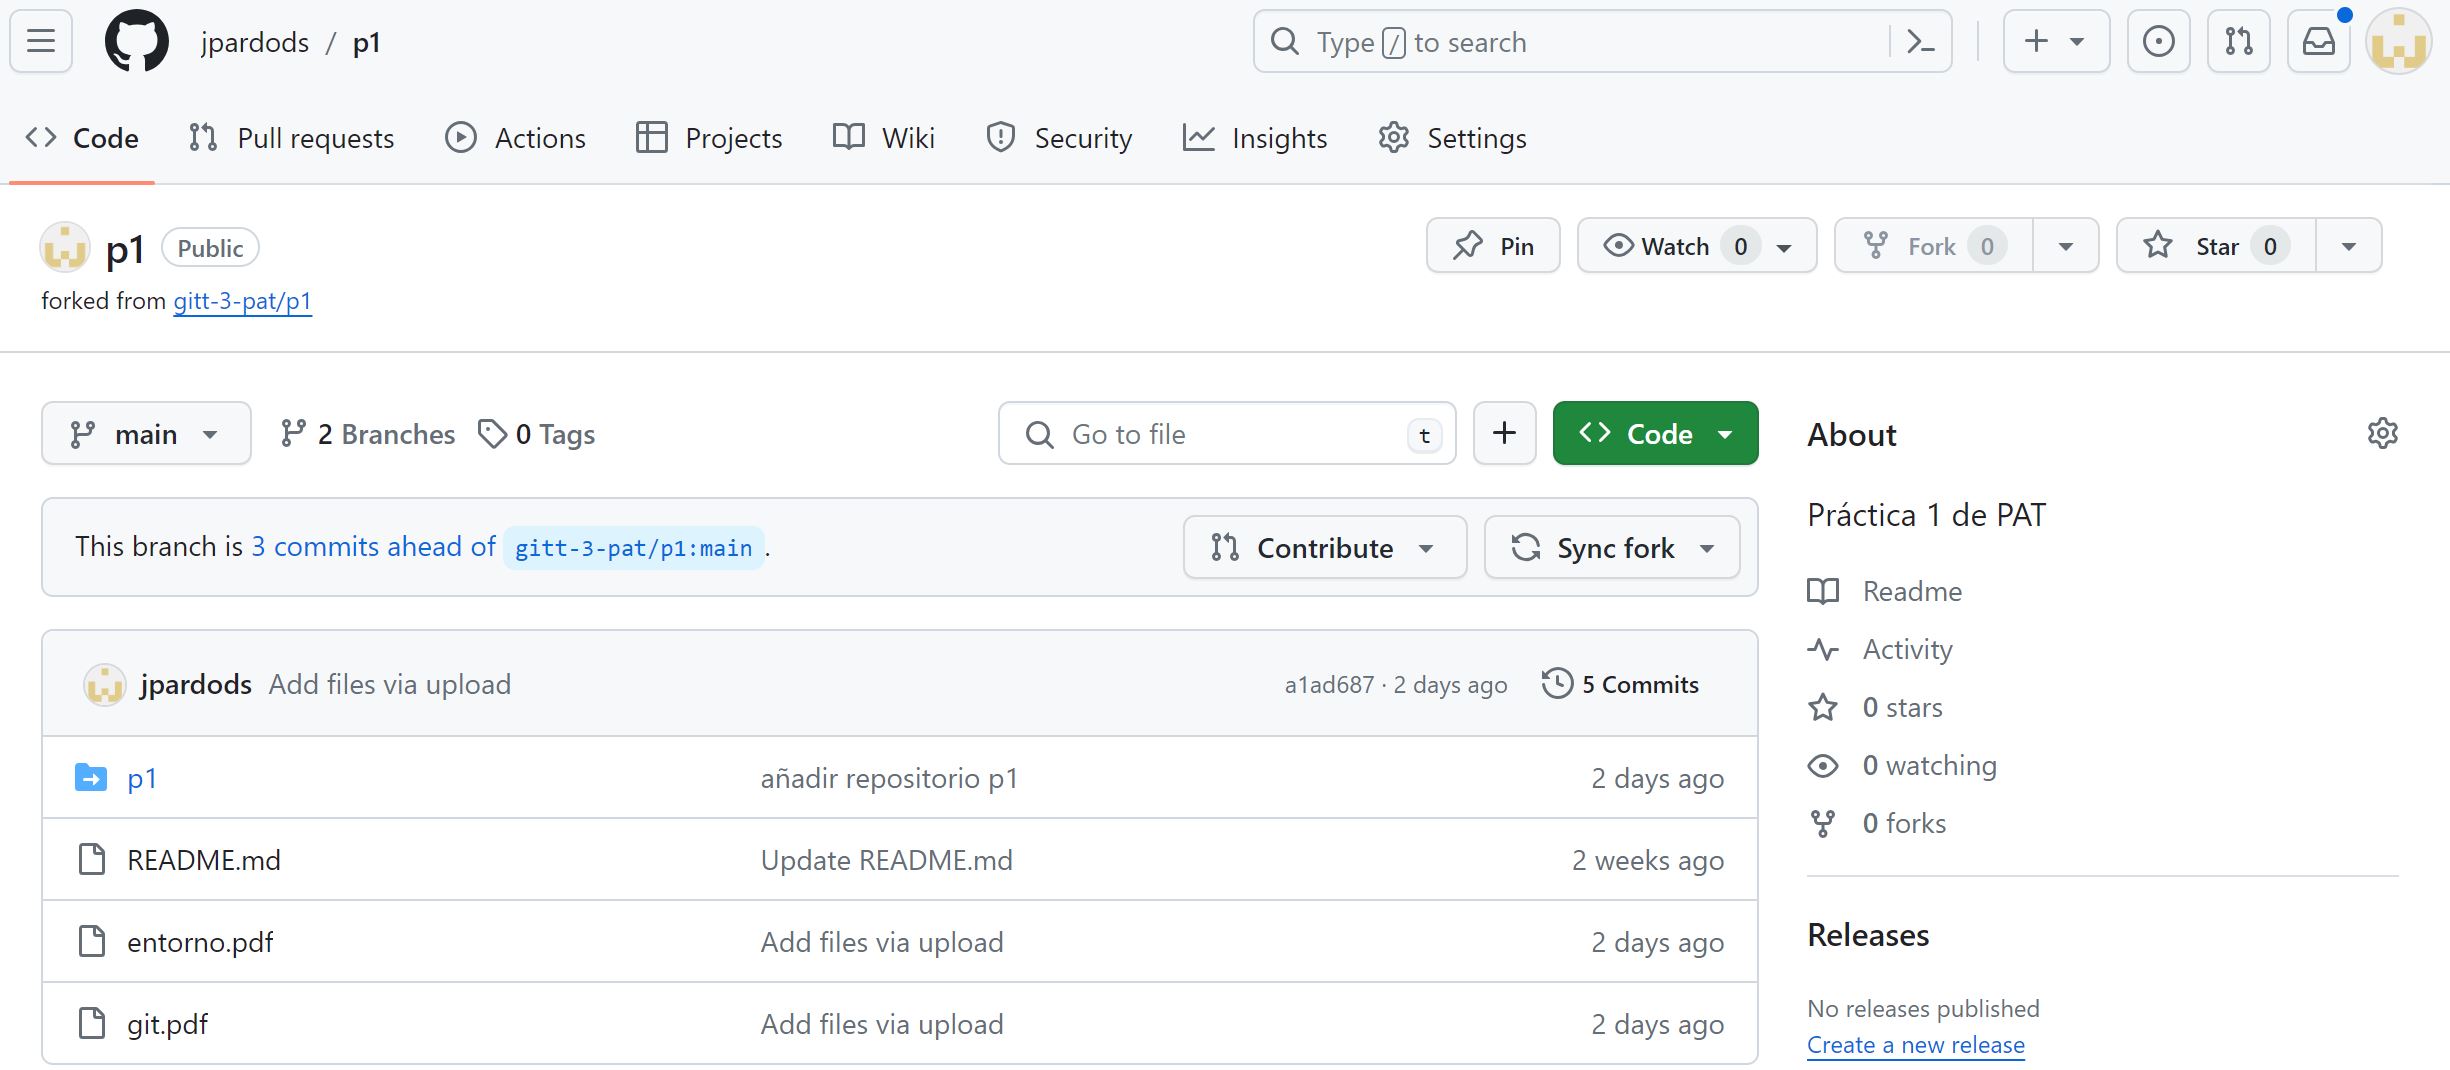 jpardods / p1
Type / to search
Code
Pull requests
Actions
Projects
Wiki
Security
Insights
Settings
p1 Public
Pin
Watch 0
Fork 0
Star 0
forked from gitt-3-pat/p1
main
2 Branches
0 Tags
Go to file t
Code
About
This branch is 3 commits ahead of gitt-3-pat/p1:main .
Contribute
Sync fork
Práctica 1 de PAT
Readme
Activity
0 stars
0 watching
0 forks
jpardods Add files via upload a1ad687 · 2 days ago 5 Commits
p1 añadir repositorio p1 2 days ago
README.md Update README.md 2 weeks ago
entorno.pdf Add files via upload 2 days ago
git.pdf Add files via upload 2 days ago
Releases
No releases published
Create a new release